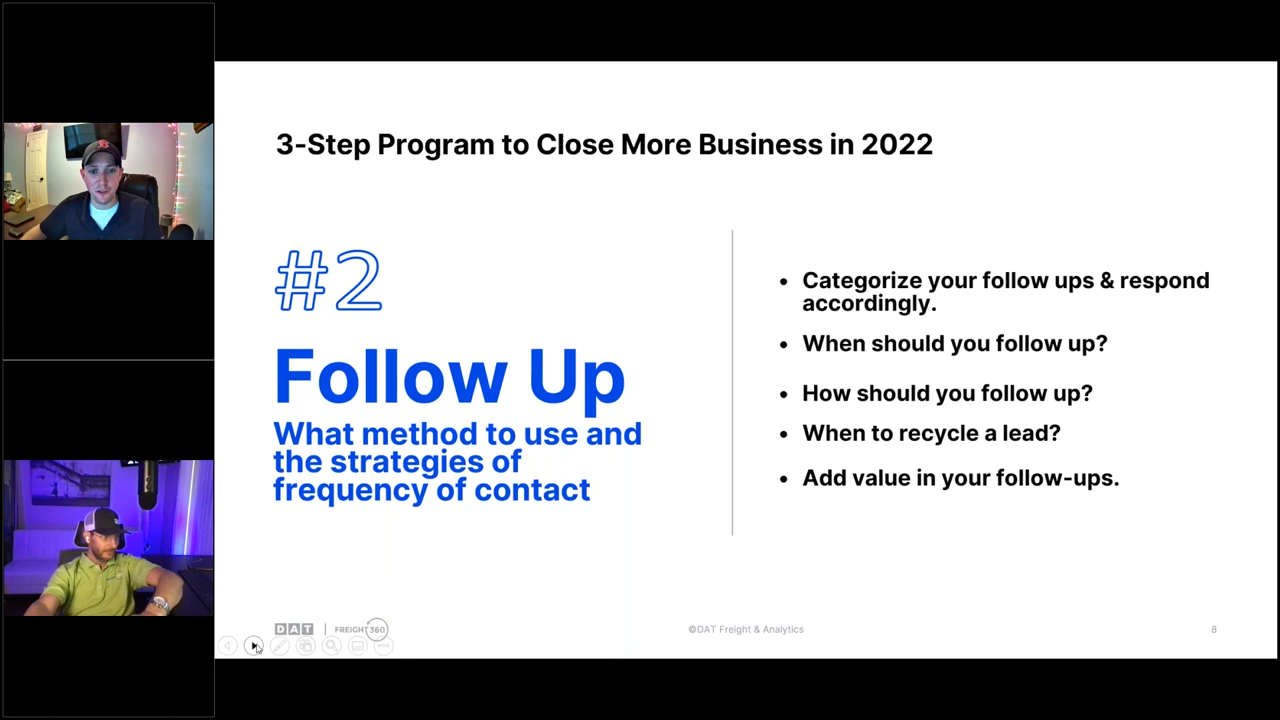 3-Step Program to Close More Business in 2022
#2
Follow Up
What method to use and
the strategies of
frequency of contact
• Categorize your follow ups & respond
accordingly.
• When should you follow up?
• How should you follow up?
• When to recycle a lead?
• Add value in your follow-ups.
DAT | FREIGHT 360
©DAT Freight & Analytics
8